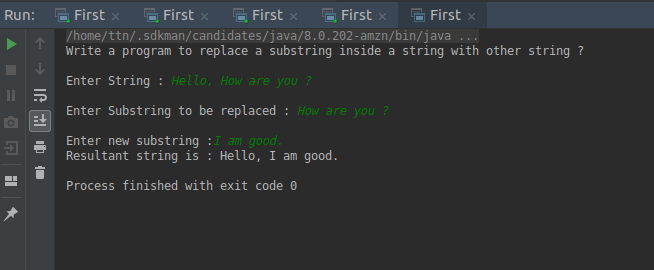 Run: First First First First First
/home/ttn/.sdkman/candidates/java/8.0.202-amzn/bin/java ...
Write a program to replace a substring inside a string with other string ?
Enter String : Hello, How are you ?
Enter Substring to be replaced : How are you ?
Enter new substring :I am good.
Resultant string is : Hello, I am good.
Process finished with exit code 0